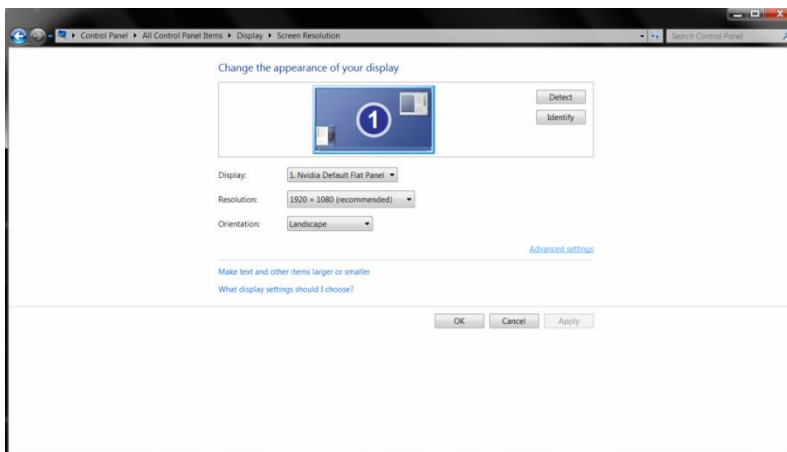 Control Panel ▸ All Control Panel Items ▸ Display ▸ Screen Resolution
Search Control Panel
Change the appearance of your display
1
Detect
Identify
Display: 1. Nvidia Default Flat Panel
Resolution: 1920 × 1080 (recommended)
Orientation: Landscape
Advanced settings
Make text and other items larger or smaller
What display settings should I choose?
OK Cancel Apply